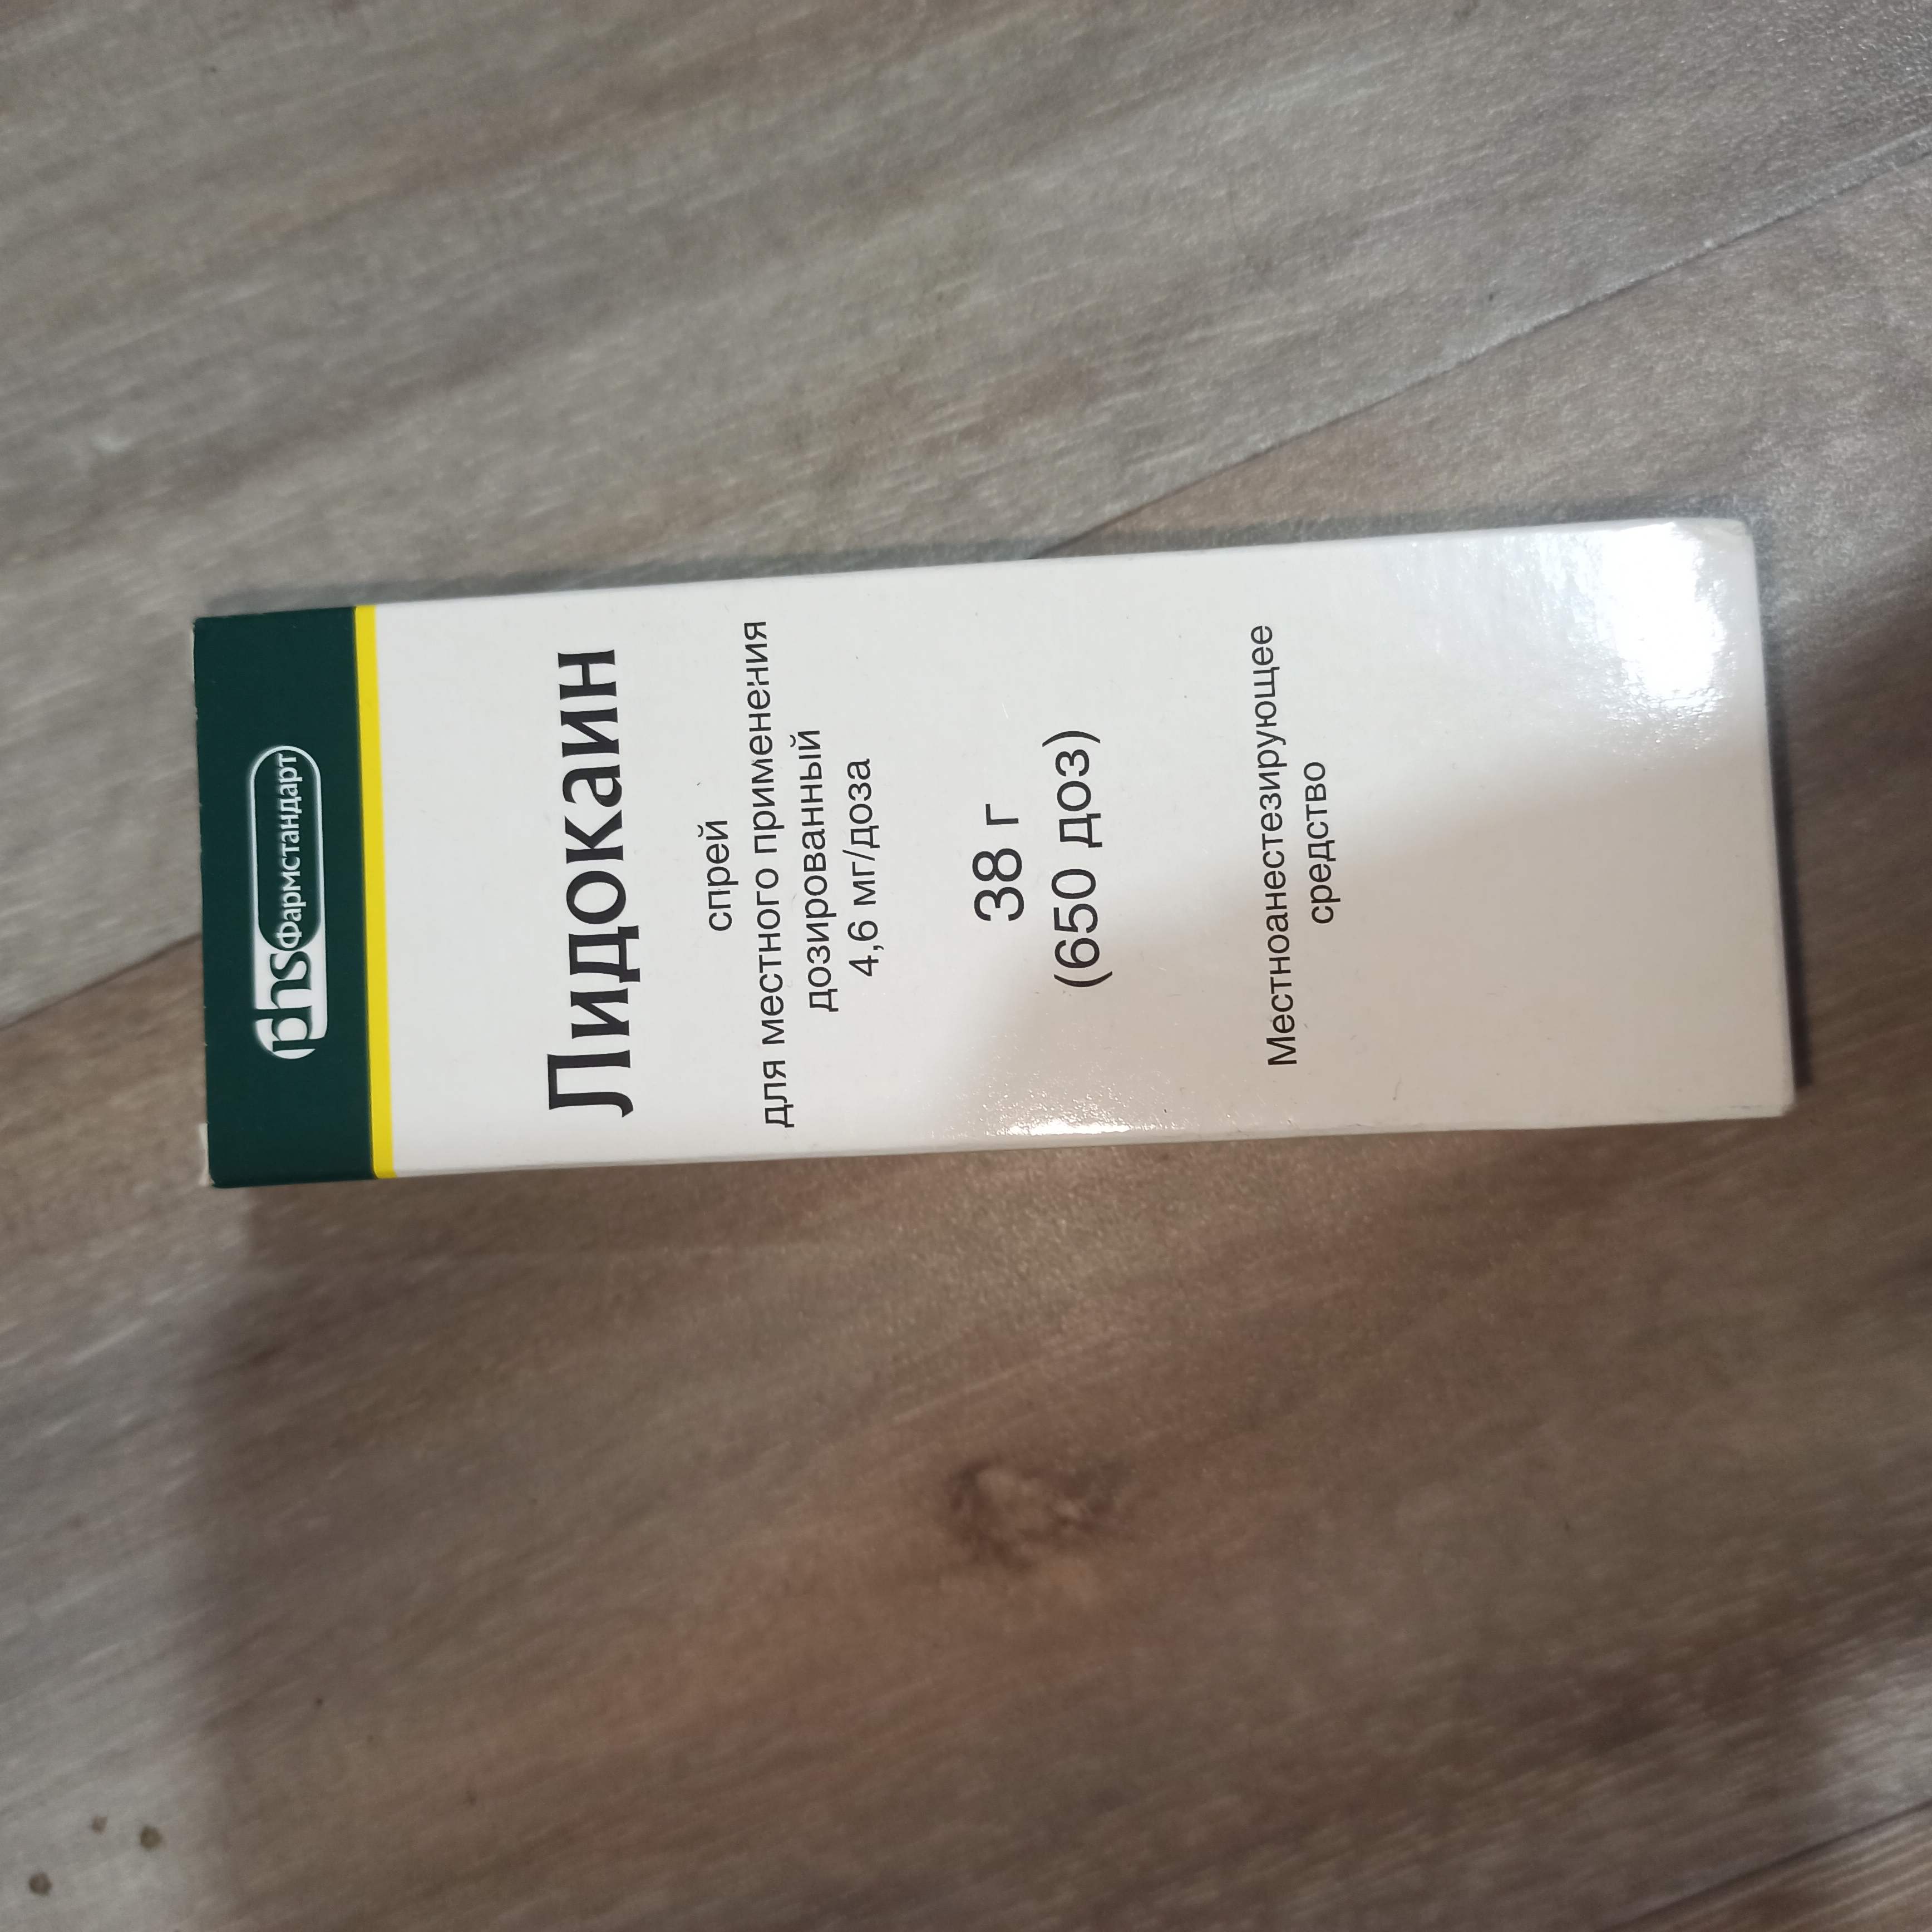 phs Фармстандарт
Лидокаин
спрей
для местного применения
дозированный
4,6 мг/доза
38 г
(650 доз)
Местноанестезирующее
средство